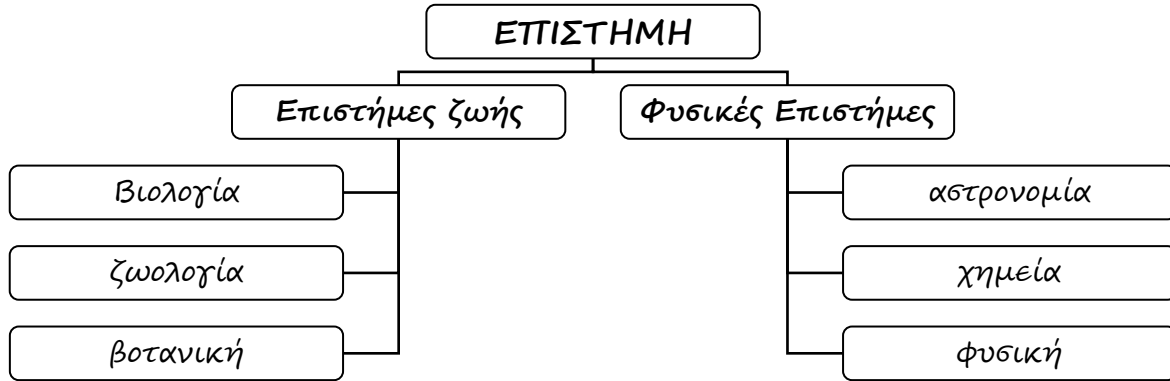 ΕΠΙΣΤΗΜΗ
Επιστήμες ζωής
Φυσικές Επιστήμες
Βιολογία
ζωολογία
βοτανική
αστρονομία
χημεία
φυσική